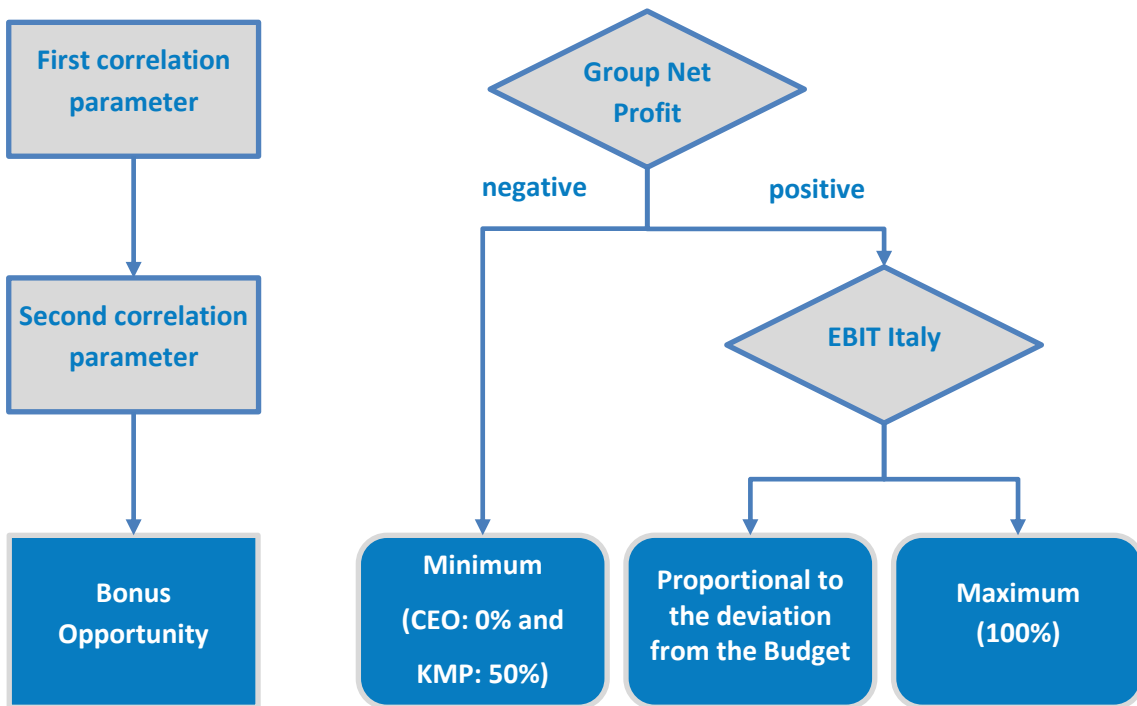 First correlation
parameter
Group Net
Profit
negative
positive
Second correlation
parameter
EBIT Italy
Bonus
Opportunity
Minimum
(CEO: 0% and
KMP: 50%)
Proportional to
the deviation
from the Budget
Maximum
(100%)